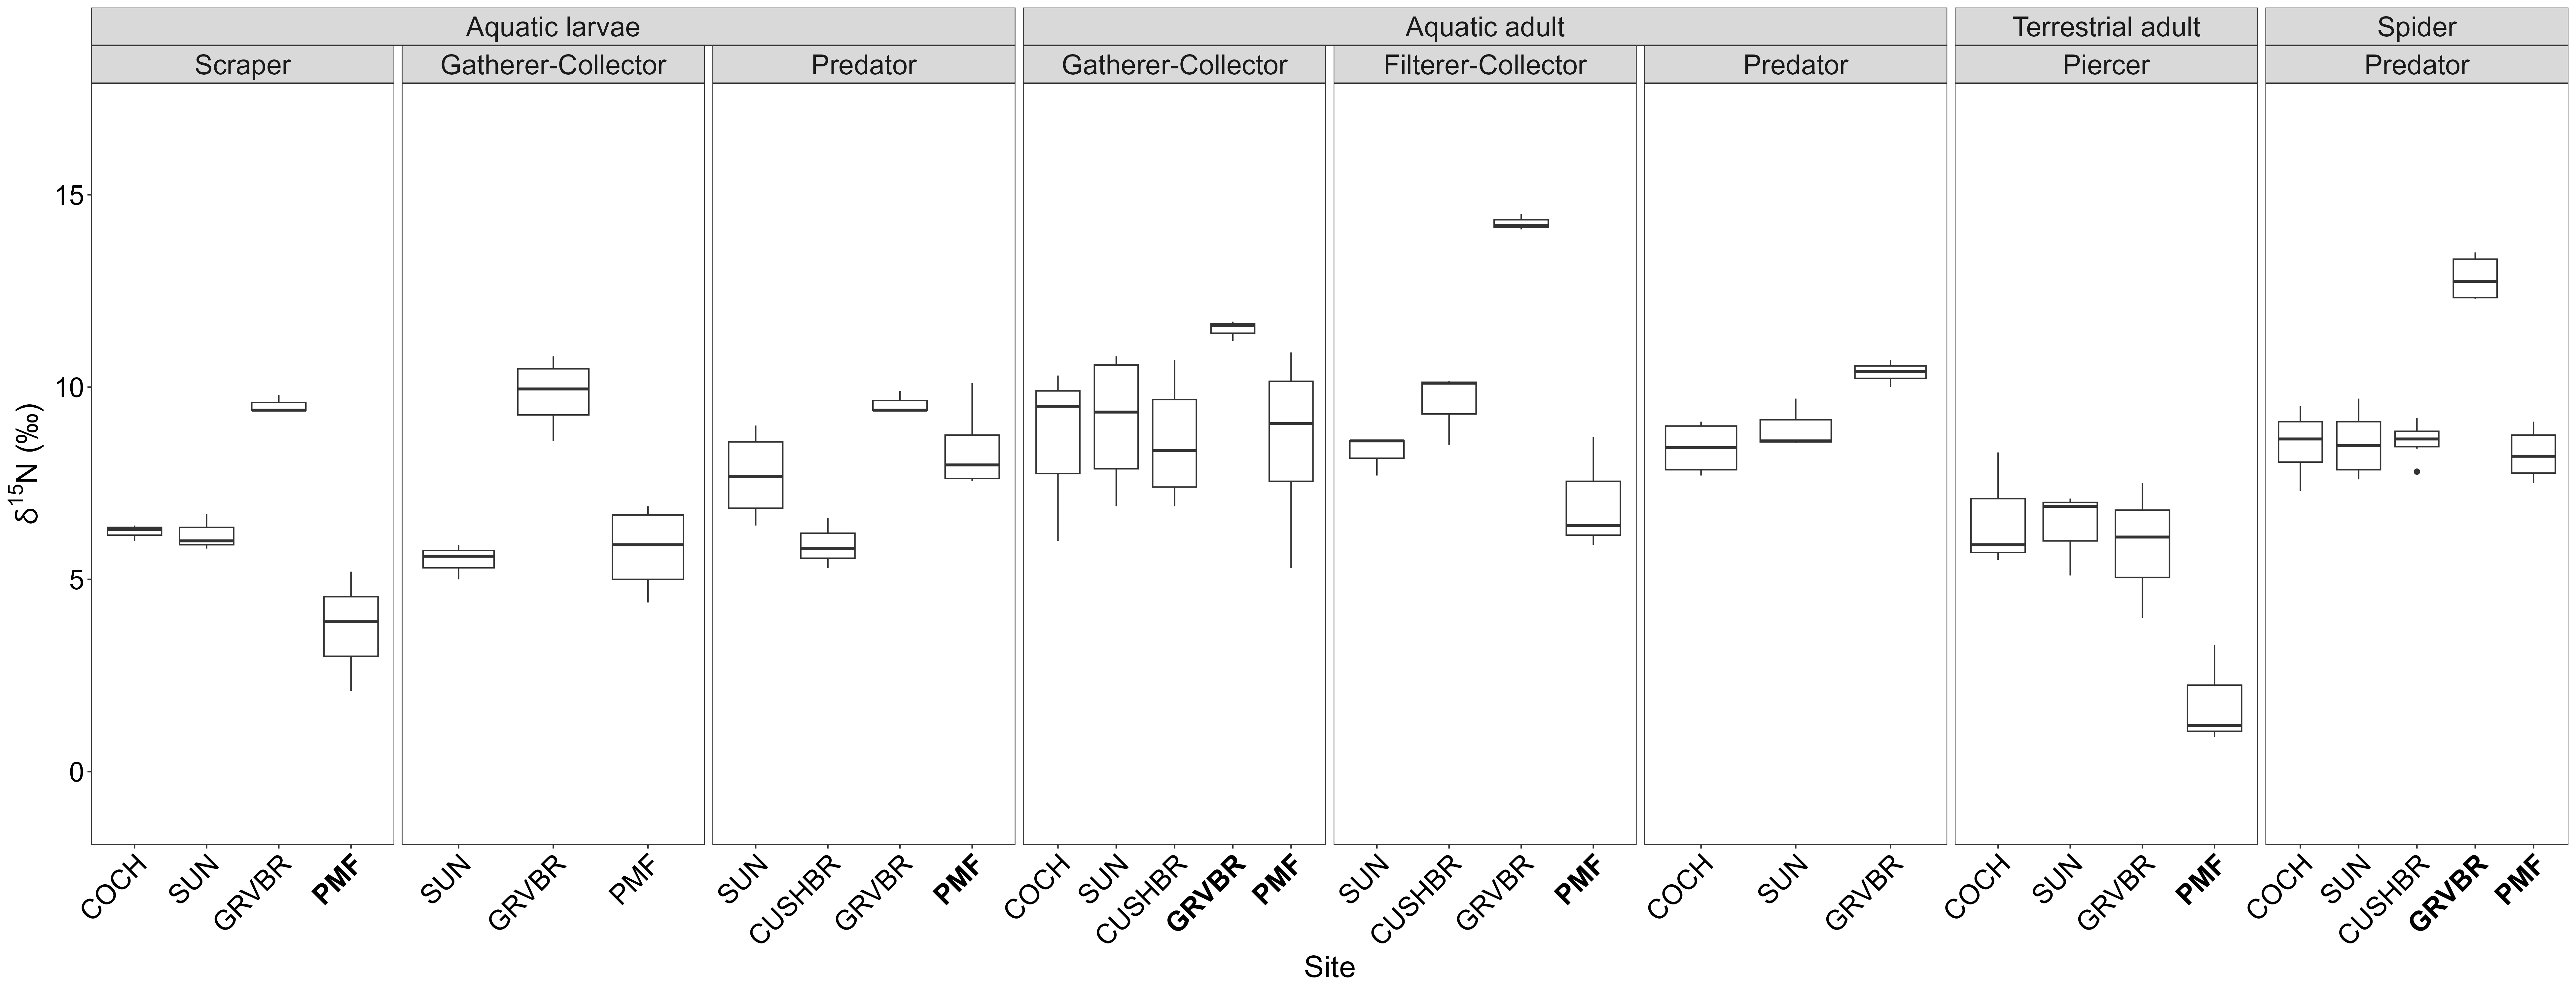 Aquatic larvae Aquatic adult Terrestrial adult Spider
Scraper Gatherer-Collector Predator Gatherer-Collector Filterer-Collector Predator Piercer Predator
δ¹⁵N (‰)
15
10
5
0
COCH SUN GRVBR PMF SUN GRVBR PMF SUN CUSHBR GRVBR PMF COCH SUN CUSHBR GRVBR PMF SUN CUSHBR GRVBR PMF COCH SUN GRVBR COCH SUN GRVBR PMF COCH SUN CUSHBR GRVBR PMF
Site